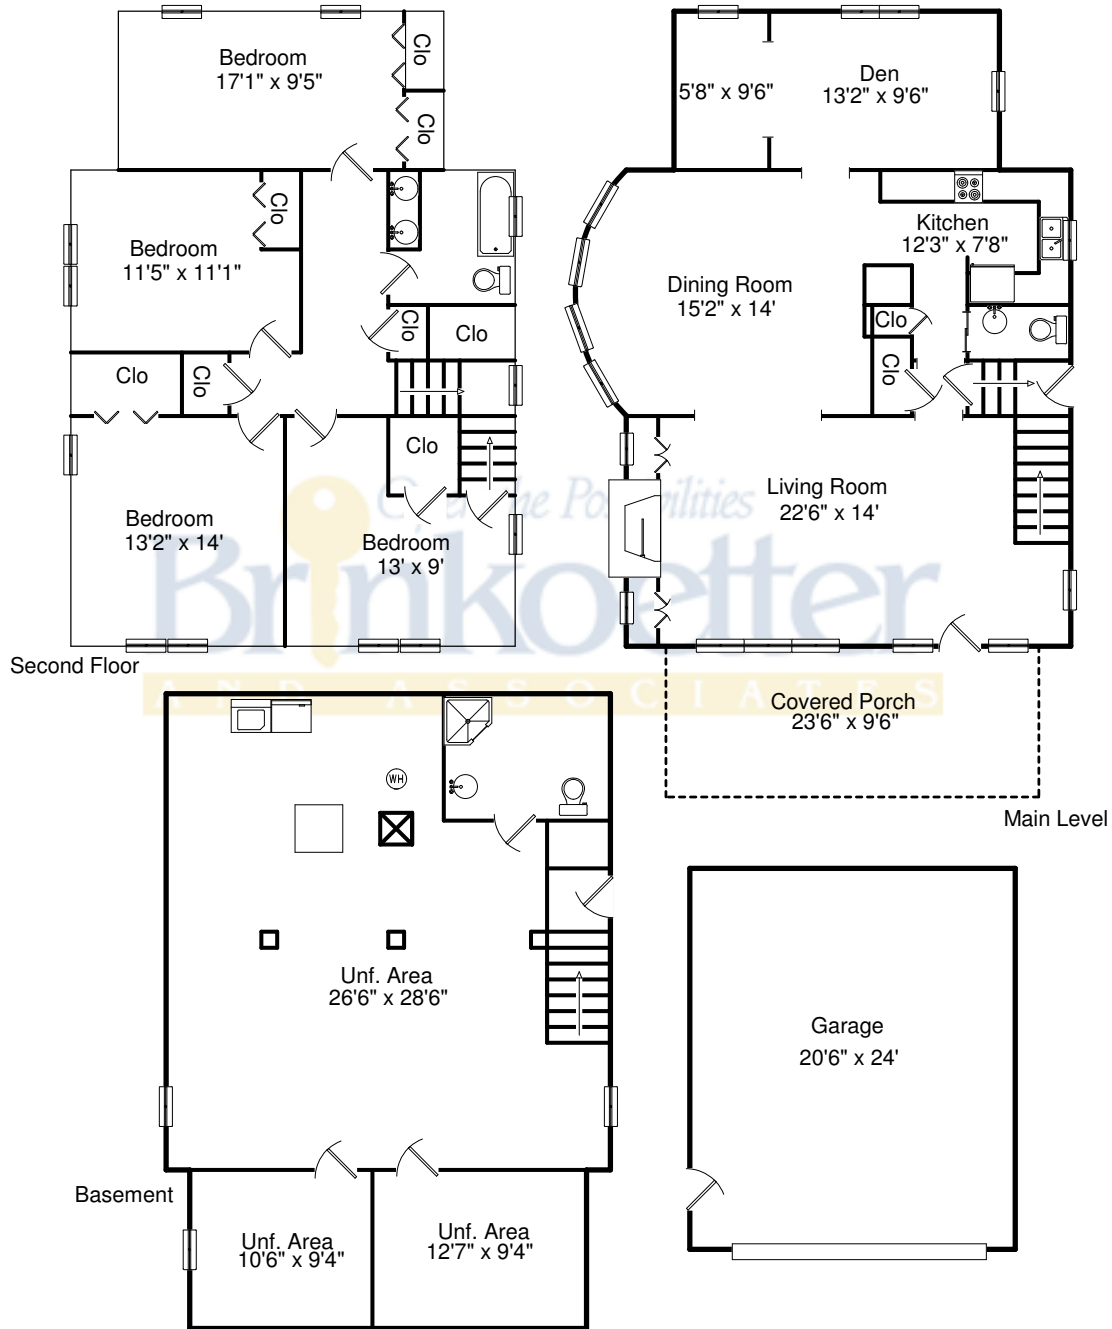 Bedroom
17'1" x 9'5"
Clo
Clo
Clo
Bedroom
11'5" x 11'1"
Clo
Clo
Clo
Clo
Clo
Bedroom
13'2" x 14'
Bedroom
13' x 9'
Second Floor
5'8" x 9'6"
Den
13'2" x 9'6"
Kitchen
12'3" x 7'8"
Dining Room
15'2" x 14'
Clo
Clo
Living Room
22'6" x 14'
Covered Porch
23'6" x 9'6"
Main Level
the Possibilities
Brinkoetter
AND ASSOCIATES
WH
Unf. Area
26'6" x 28'6"
Basement
Unf. Area
10'6" x 9'4"
Unf. Area
12'7" x 9'4"
Garage
20'6" x 24'